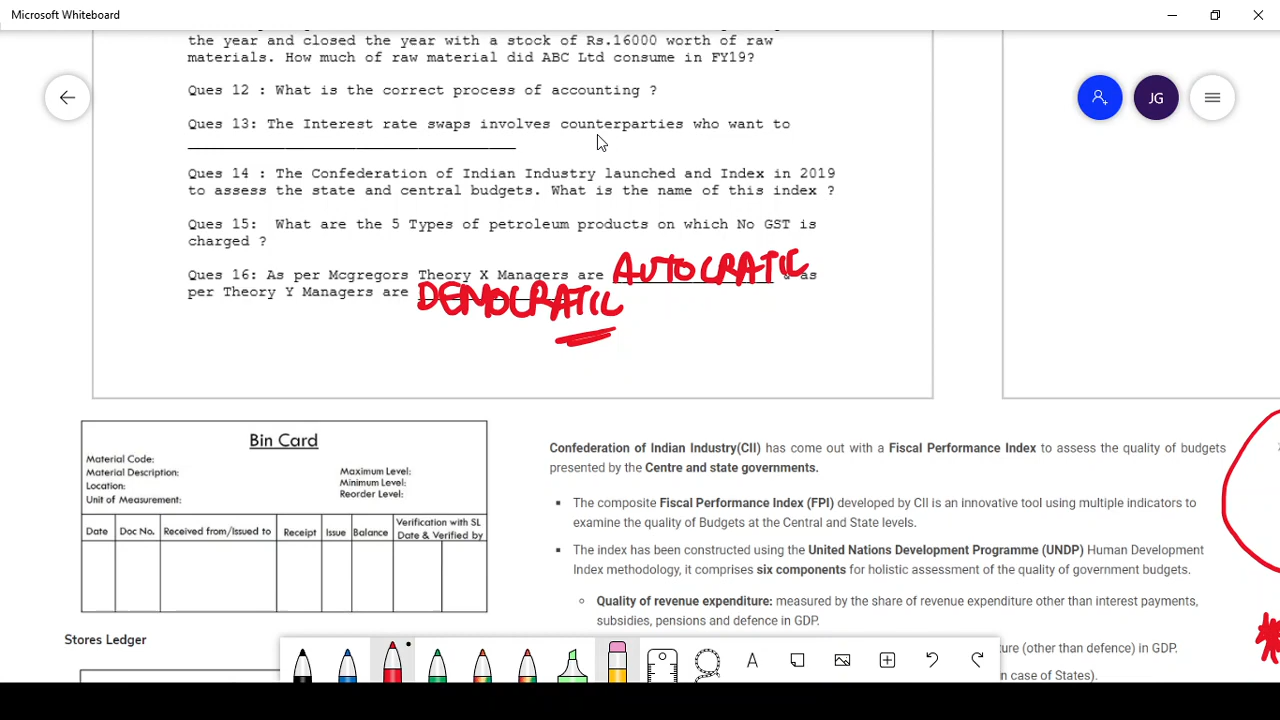 Microsoft Whiteboard
the year and closed the year with a stock of Rs.16000 worth of raw
materials. How much of raw material did ABC Ltd consume in FY19?
Ques 12 : What is the correct process of accounting ?
JG
Ques 13: The Interest rate swaps involves counterparties who want to
Ques 14 : The Confederation of Indian Industry launched and Index in 2019
to assess the state and central budgets. What is the name of this index ?
Ques 15: What are the 5 Types of petroleum products on which No GST is
charged ?
Ques 16: As per Mcgregors Theory X Managers are AUTOCRATIC & as
per Theory Y Managers are DEMOCRATIC
Bin Card
Material Code:
Material Description:
Location:
Unit of Measurement:
Maximum Level:
Minimum Level:
Reorder Level:
Date Doc No. Received from/Issued to Receipt Issue Balance Verification with SL
Date & Verified by
Stores Ledger
Confederation of Indian Industry(CII) has come out with a Fiscal Performance Index to assess the quality of budgets
presented by the Centre and state governments.
▪ The composite Fiscal Performance Index (FPI) developed by CII is an innovative tool using multiple indicators to
examine the quality of Budgets at the Central and State levels.
▪ The index has been constructed using the United Nations Development Programme (UNDP) Human Development
Index methodology, it comprises six components for holistic assessment of the quality of government budgets.
◦ Quality of revenue expenditure: measured by the share of revenue expenditure other than interest payments,
subsidies, pensions and defence in GDP.
(other than defence) in GDP.
n case of States).